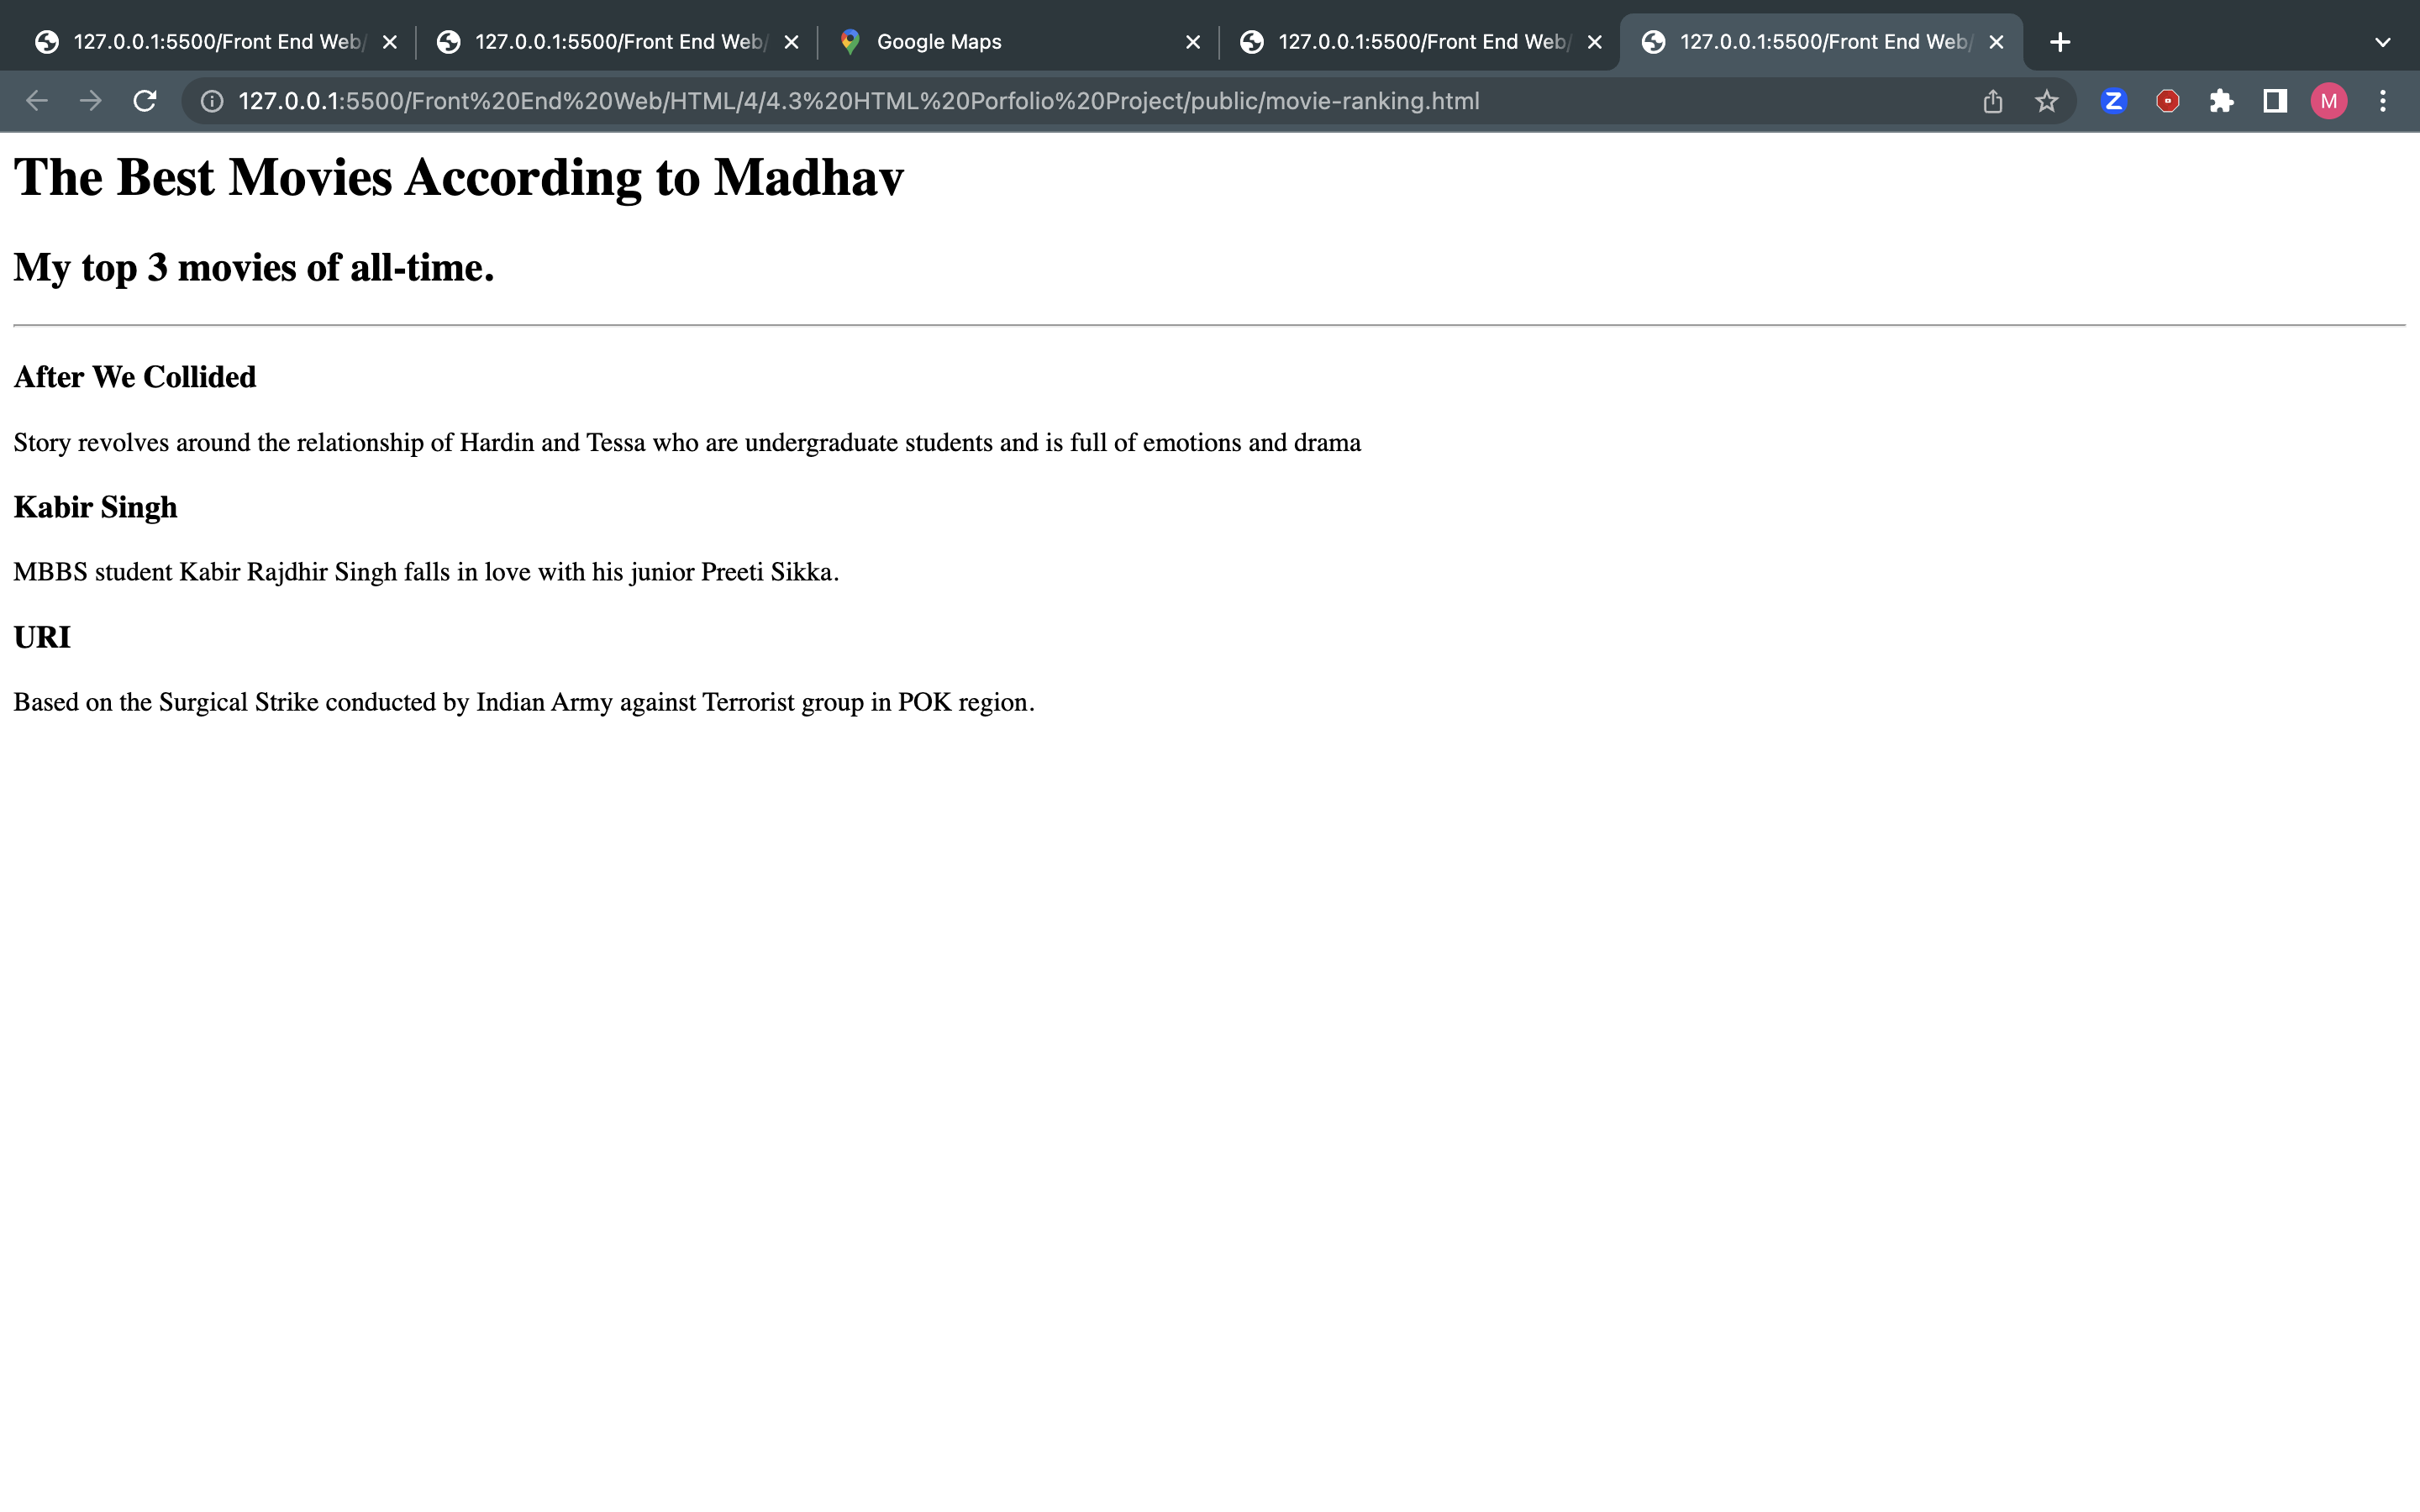 127.0.0.1:5500/Front End Web/
127.0.0.1:5500/Front End Web/
Google Maps
127.0.0.1:5500/Front End Web/
127.0.0.1:5500/Front End Web/
127.0.0.1:5500/Front%20End%20Web/HTML/4/4.3%20HTML%20Porfolio%20Project/public/movie-ranking.html
Z
M
The Best Movies According to Madhav
My top 3 movies of all-time.
After We Collided
Story revolves around the relationship of Hardin and Tessa who are undergraduate students and is full of emotions and drama
Kabir Singh
MBBS student Kabir Rajdhir Singh falls in love with his junior Preeti Sikka.
URI
Based on the Surgical Strike conducted by Indian Army against Terrorist group in POK region.